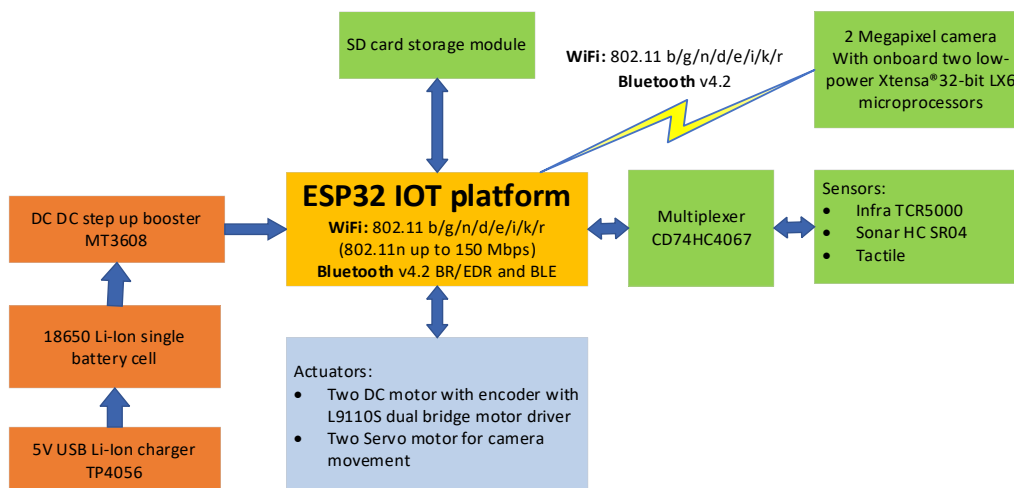 SD card storage module
WiFi: 802.11 b/g/n/d/e/i/k/r
Bluetooth v4.2
2 Megapixel camera
With onboard two low-
power Xtensa®32-bit LX6
microprocessors
ESP32 IOT platform
WiFi: 802.11 b/g/n/d/e/i/k/r
(802.11n up to 150 Mbps)
Bluetooth v4.2 BR/EDR and BLE
DC DC step up booster
MT3608
Multiplexer
CD74HC4067
Sensors:
• Infra TCR5000
• Sonar HC SR04
• Tactile
18650 Li-Ion single
battery cell
Actuators:
• Two DC motor with encoder with
L9110S dual bridge motor driver
• Two Servo motor for camera
movement
5V USB Li-Ion charger
TP4056